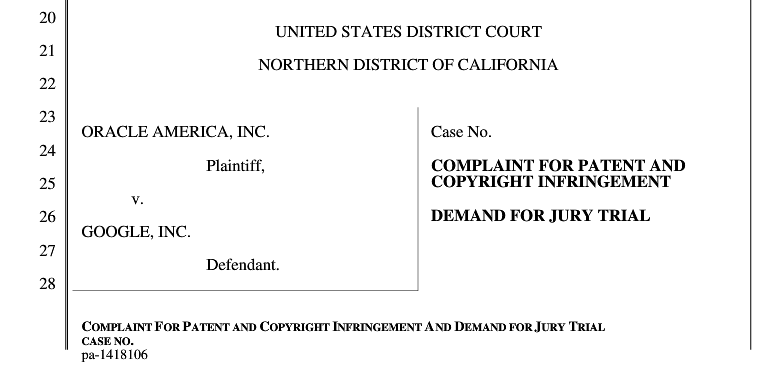 20
UNITED STATES DISTRICT COURT
21
NORTHERN DISTRICT OF CALIFORNIA
22
23
ORACLE AMERICA, INC.
Case No.
24
Plaintiff,
COMPLAINT FOR PATENT AND
25
COPYRIGHT INFRINGEMENT
v.
26
DEMAND FOR JURY TRIAL
GOOGLE, INC.
27
Defendant.
28
COMPLAINT FOR PATENT AND COPYRIGHT INFRINGEMENT AND DEMAND FOR JURY TRIAL
CASE NO.
pa-1418106